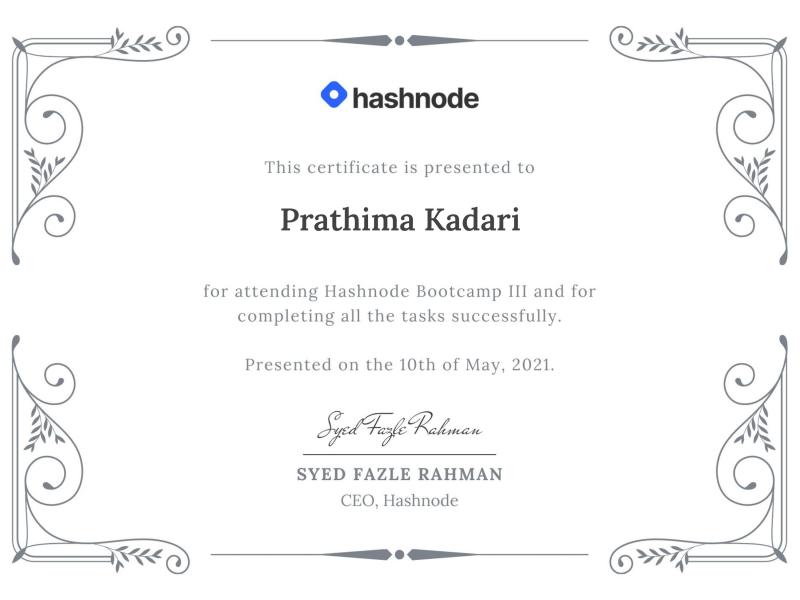 hashnode
This certificate is presented to
Prathima Kadari
for attending Hashnode Bootcamp III and for
completing all the tasks successfully.
Presented on the 10th of May, 2021.
Syed Fazle Rahman
SYED FAZLE RAHMAN
CEO, Hashnode